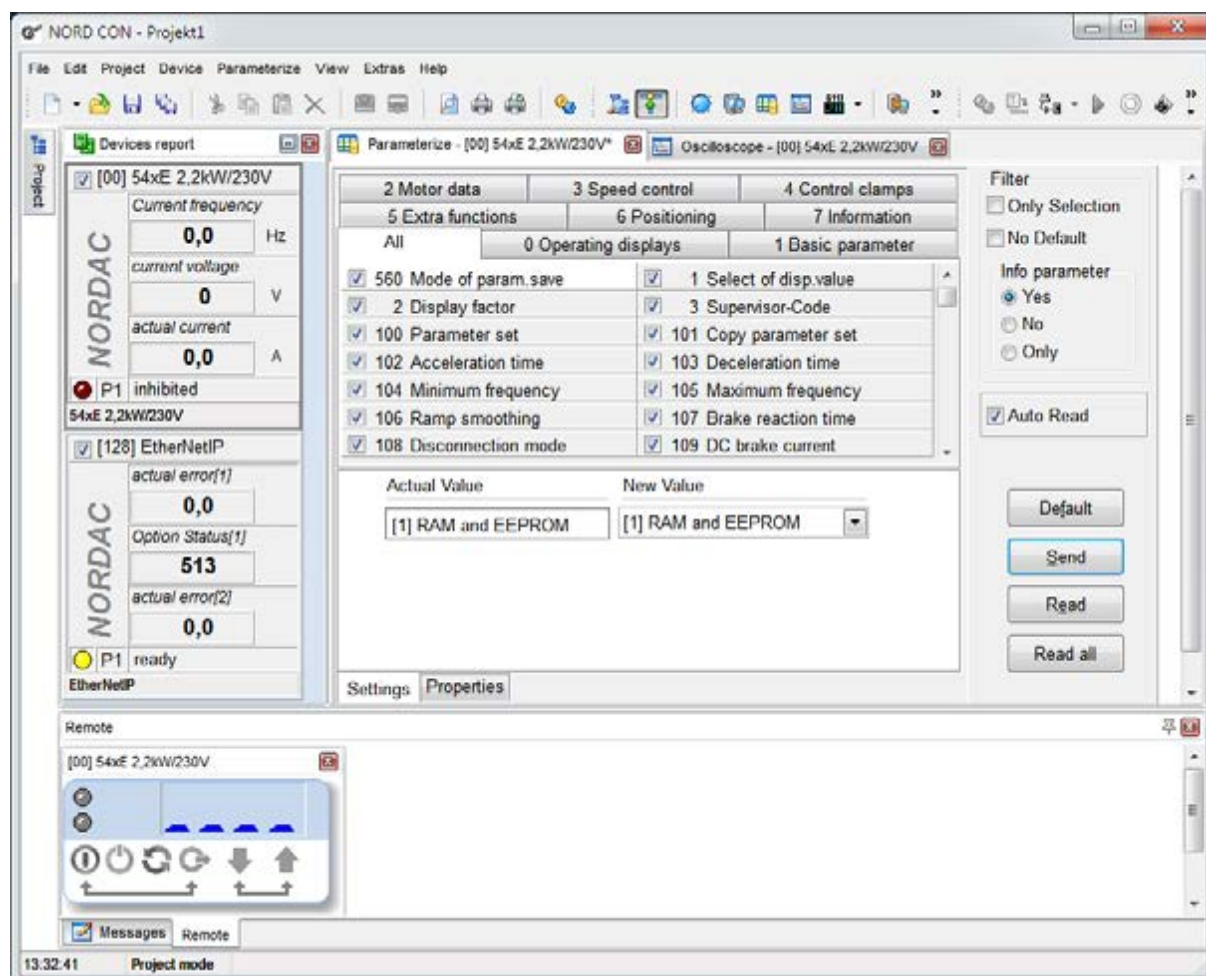 NORD CON - Projekt1
File Edit Project Device Parameterize View Extras Help
Project
Devices report
[00] 54xE 2,2kW/230V
Current frequency
0,0 Hz
current voltage
0 V
actual current
0,0 A
NORDAC
P1 inhibited
54xE 2,2kW/230V
[128] EtherNetIP
actual error[1]
0,0
Option Status[1]
513
actual error[2]
0,0
NORDAC
P1 ready
EtherNetIP
Parameterize - [00] 54xE 2,2kW/230V* Oscilloscope - [00] 54xE 2,2kW/230V
2 Motor data 3 Speed control 4 Control clamps
5 Extra functions 6 Positioning 7 Information
All 0 Operating displays 1 Basic parameter
560 Mode of param.save 1 Select of disp.value
2 Display factor 3 Supervisor-Code
100 Parameter set 101 Copy parameter set
102 Acceleration time 103 Deceleration time
104 Minimum frequency 105 Maximum frequency
106 Ramp smoothing 107 Brake reaction time
108 Disconnection mode 109 DC brake current
Actual Value New Value
[1] RAM and EEPROM [1] RAM and EEPROM
Settings Properties
Filter
Only Selection
No Default
Info parameter
Yes
No
Only
Auto Read
Default
Send
Read
Read all
Remote
[00] 54xE 2,2kW/230V
Messages Remote
13:32:41 Project mode